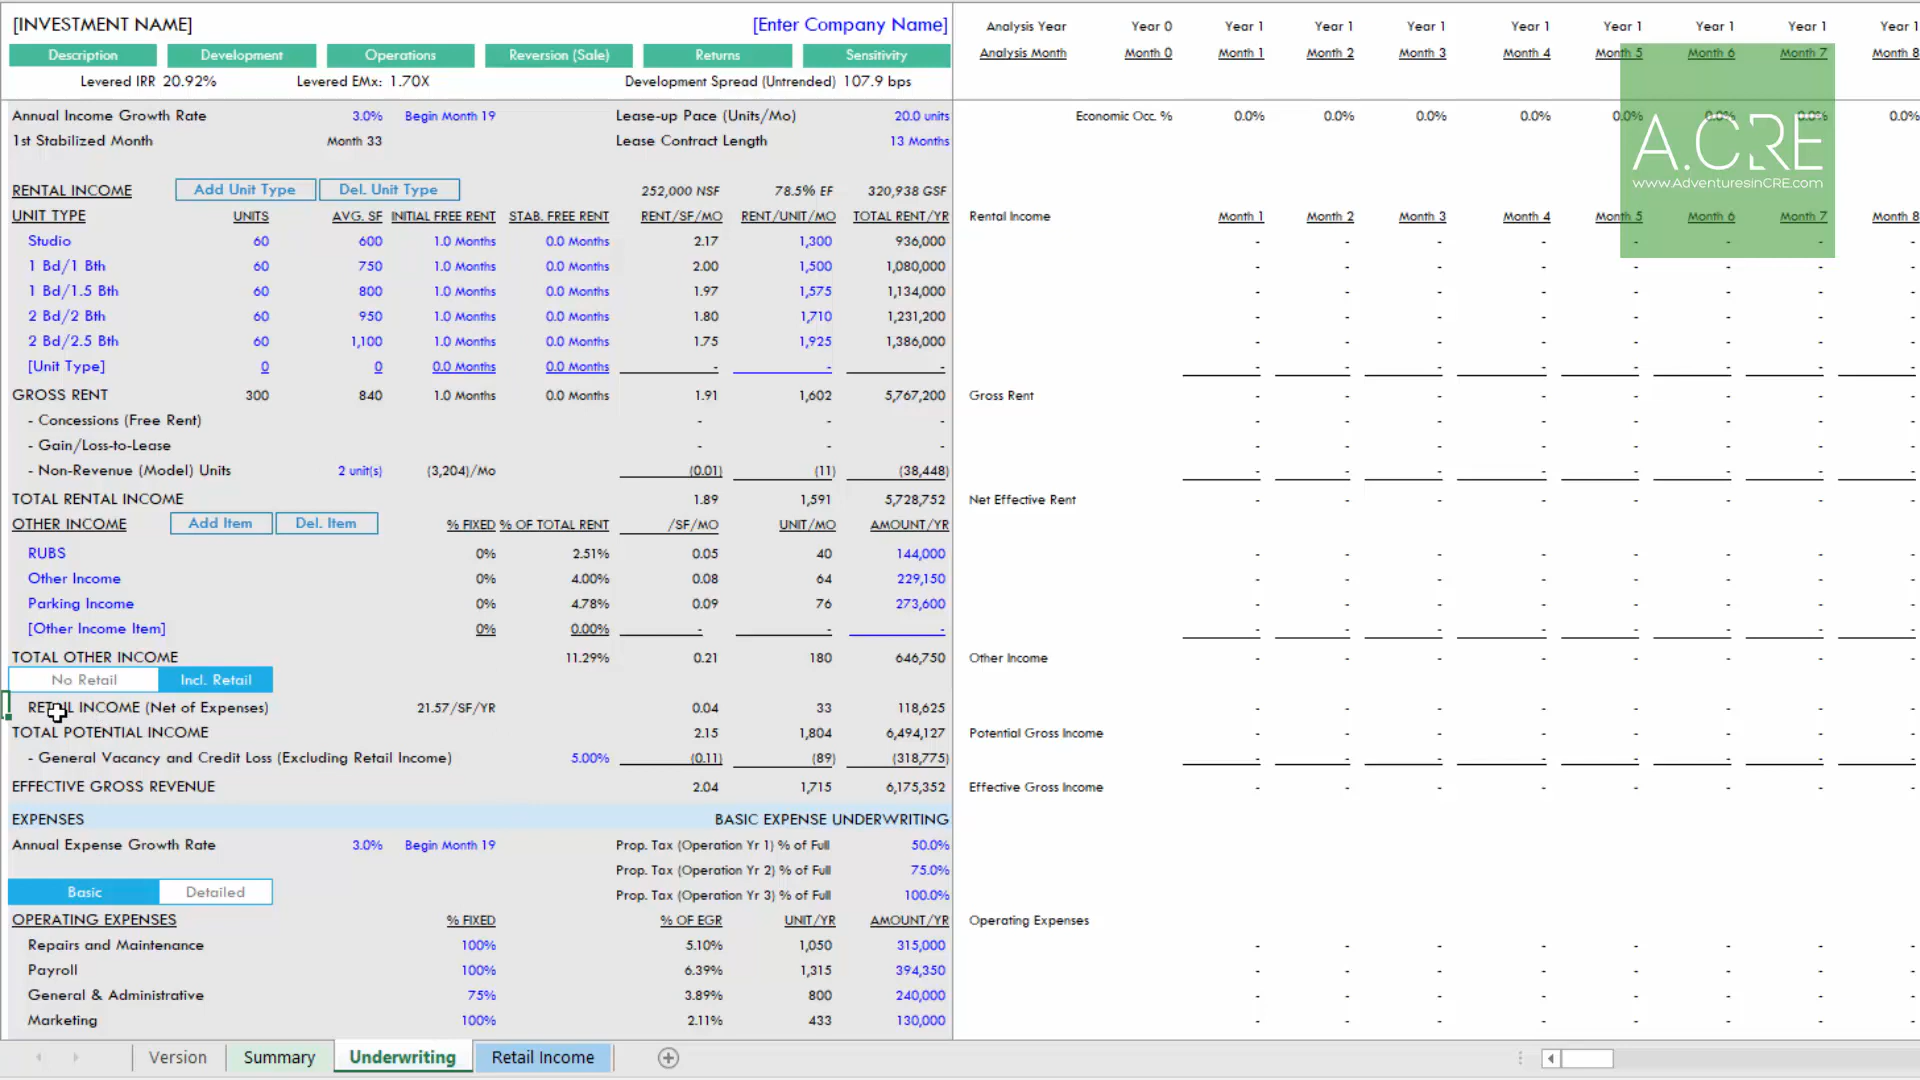 [INVESTMENT NAME] [Enter Company Name] Analysis Year Year 0 Year 1 Year 1 Year 1 Year 1 Year 1 Year 1 Year 1 Year 1
Description Development Operations Reversion (Sale) Returns Sensitivity Analysis Month Month 0 Month 1 Month 2 Month 3 Month 4 Month 5 Month 6 Month 7 Month 8
Levered IRR 20.92% Levered EMx: 1.70X Development Spread (Untrended) 107.9 bps
Annual Income Growth Rate 3.0% Begin Month 19 Lease-up Pace (Units/Mo) 20.0 units Economic Occ. % 0.0% 0.0% 0.0% 0.0% 0.0% 0.0% 0.0% 0.0%
1st Stabilized Month Month 33 Lease Contract Length 13 Months
A.CRE
www.AdventuresinCRE.com
RENTAL INCOME Add Unit Type Del. Unit Type 252,000 NSF 78.5% EF 320,938 GSF
UNIT TYPE UNITS AVG. SF INITIAL FREE RENT STAB. FREE RENT RENT/SF/MO RENT/UNIT/MO TOTAL RENT/YR Rental Income Month 1 Month 2 Month 3 Month 4 Month 5 Month 6 Month 7 Month 8
Studio 60 600 1.0 Months 0.0 Months 2.17 1,300 936,000 - - - - - - - -
1 Bd/1 Bth 60 750 1.0 Months 0.0 Months 2.00 1,500 1,080,000 - - - - - - - -
1 Bd/1.5 Bth 60 800 1.0 Months 0.0 Months 1.97 1,575 1,134,000 - - - - - - - -
2 Bd/2 Bth 60 950 1.0 Months 0.0 Months 1.80 1,710 1,231,200 - - - - - - - -
2 Bd/2.5 Bth 60 1,100 1.0 Months 0.0 Months 1.75 1,925 1,386,000 - - - - - - - -
[Unit Type] 0 0 0.0 Months 0.0 Months - - - - - - - - - - -
GROSS RENT 300 840 1.0 Months 0.0 Months 1.91 1,602 5,767,200 Gross Rent - - - - - - - -
- Concessions (Free Rent) - - - - - - - - - - -
- Gain/Loss-to-Lease - - - - - - - - - - -
- Non-Revenue (Model) Units 2 unit(s) (3,204)/Mo (0.01) (11) (38,448) - - - - - - - -
TOTAL RENTAL INCOME 1.89 1,591 5,728,752 Net Effective Rent - - - - - - - -
OTHER INCOME Add Item Del. Item % FIXED % OF TOTAL RENT /SF/MO UNIT/MO AMOUNT/YR
RUBS 0% 2.51% 0.05 40 144,000 - - - - - - - -
Other Income 0% 4.00% 0.08 64 229,150 - - - - - - - -
Parking Income 0% 4.78% 0.09 76 273,600 - - - - - - - -
[Other Income Item] 0% 0.00% - - - - - - - - - - -
TOTAL OTHER INCOME 11.29% 0.21 180 646,750 Other Income - - - - - - - -
No Retail Incl. Retail
RETAIL INCOME (Net of Expenses) 21.57/SF/YR 0.04 33 118,625 - - - - - - - -
TOTAL POTENTIAL INCOME 2.15 1,804 6,494,127 Potential Gross Income - - - - - - - -
- General Vacancy and Credit Loss (Excluding Retail Income) 5.00% (0.11) (89) (318,775) - - - - - - - -
EFFECTIVE GROSS REVENUE 2.04 1,715 6,175,352 Effective Gross Income - - - - - - - -
EXPENSES BASIC EXPENSE UNDERWRITING
Annual Expense Growth Rate 3.0% Begin Month 19 Prop. Tax (Operation Yr 1) % of Full 50.0%
Prop. Tax (Operation Yr 2) % of Full 75.0%
Basic Detailed Prop. Tax (Operation Yr 3) % of Full 100.0%
OPERATING EXPENSES % FIXED % OF EGR UNIT/YR AMOUNT/YR Operating Expenses
Repairs and Maintenance 100% 5.10% 1,050 315,000 - - - - - - - -
Payroll 100% 6.39% 1,315 394,350 - - - - - - - -
General & Administrative 75% 3.89% 800 240,000 - - - - - - - -
Marketing 100% 2.11% 433 130,000 - - - - - - - -
Version Summary Underwriting Retail Income